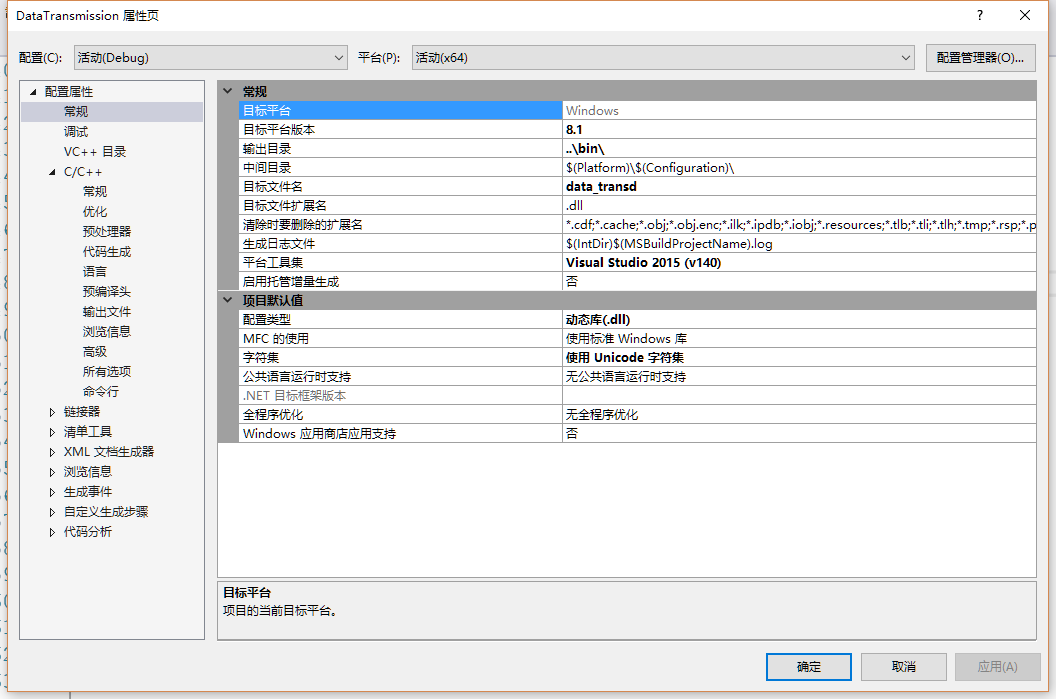 DataTransmission 属性页
?
配置(C): 活动(Debug) 平台(P): 活动(x64) 配置管理器(O)...
配置属性
常规
调试
VC++ 目录
C/C++
常规
优化
预处理器
代码生成
语言
预编译头
输出文件
浏览信息
高级
所有选项
命令行
链接器
清单工具
XML 文档生成器
浏览信息
生成事件
自定义生成步骤
代码分析
常规
目标平台 Windows
目标平台版本 8.1
输出目录 ..\bin\
中间目录 $(Platform)\$(Configuration)\
目标文件名 data_transd
目标文件扩展名 .dll
清除时要删除的扩展名 *.cdf;*.cache;*.obj;*.obj.enc;*.ilk;*.ipdb;*.iobj;*.resources;*.tlb;*.tli;*.tlh;*.tmp;*.rsp;*.p
生成日志文件 $(IntDir)$(MSBuildProjectName).log
平台工具集 Visual Studio 2015 (v140)
启用托管增量生成 否
项目默认值
配置类型 动态库(.dll)
MFC 的使用 使用标准 Windows 库
字符集 使用 Unicode 字符集
公共语言运行时支持 无公共语言运行时支持
.NET 目标框架版本
全程序优化 无全程序优化
Windows 应用商店应用支持 否
目标平台
项目的当前目标平台。
确定 取消 应用(A)